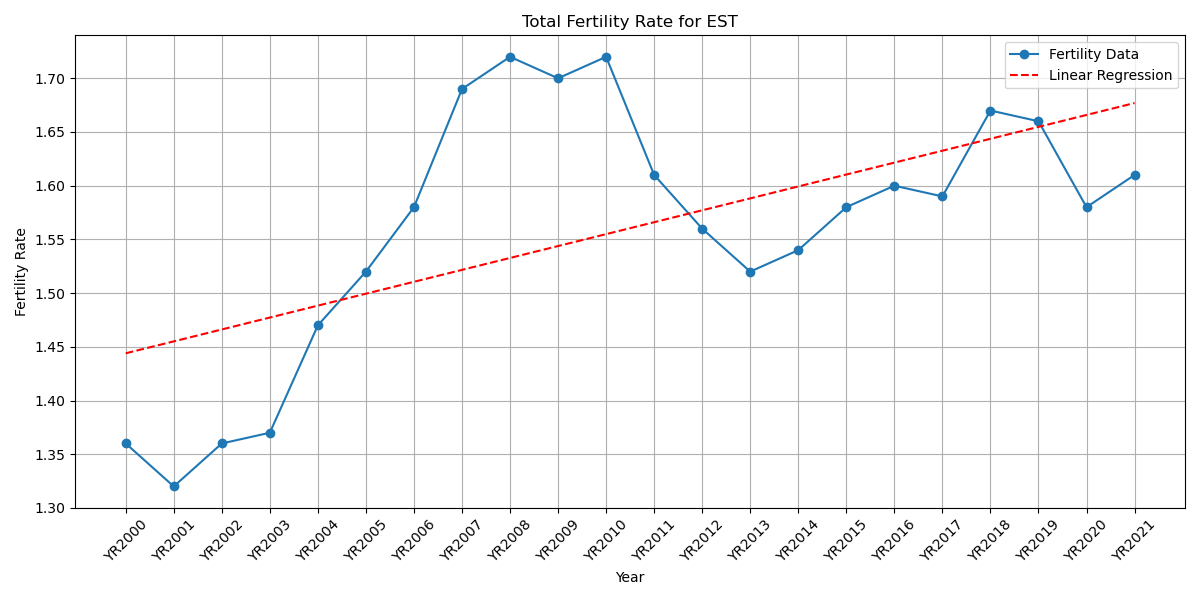 Total Fertility Rate for EST
Fertility Data
Linear Regression
Fertility Rate
1.70
1.65
1.60
1.55
1.50
1.45
1.40
1.35
1.30
YR2000
YR2001
YR2002
YR2003
YR2004
YR2005
YR2006
YR2007
YR2008
YR2009
YR2010
YR2011
YR2012
YR2013
YR2014
YR2015
YR2016
YR2017
YR2018
YR2019
YR2020
YR2021
Year